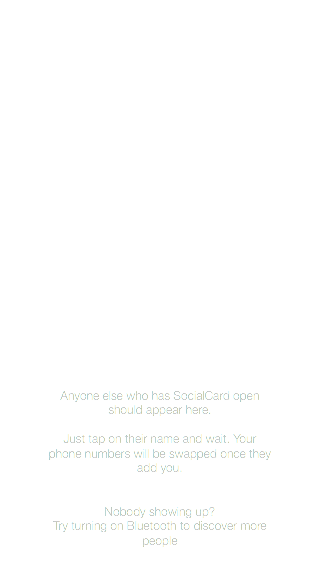 Anyone else who has SocialCard open
should appear here.
Just tap on their name and wait. Your
phone numbers will be swapped once they
add you.
Nobody showing up?
Try turning on Bluetooth to discover more
people